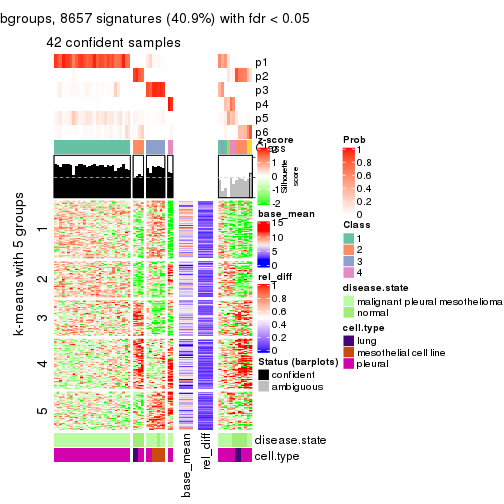 bgroups, 8657 signatures (40.9%) with fdr < 0.05
42 confident samples
p1
p2
p3
p4
p5
p6
Class
Silhouette
score
k-means with 5 groups
1
2
3
4
5
base_mean
rel_diff
disease.state
cell.type
z-score
0
-1
-2
base_mean
15
10
5
0
rel_diff
1
0.8
0.6
0.4
0.2
0
Status (barplots)
confident
ambiguous
Prob
1
0.8
0.6
0.4
0.2
0
Class
1
2
3
4
disease.state
malignant pleural mesothelioma
normal
cell.type
lung
mesothelial cell line
pleural